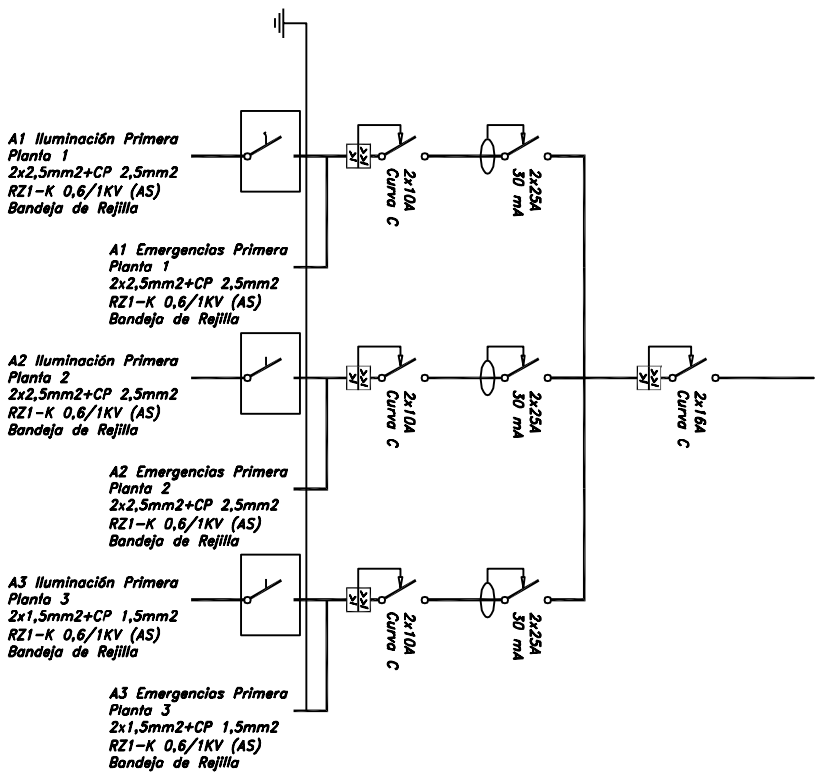 A1 Iluminación Primera
Planta 1
2x2,5mm2+CP 2,5mm2
RZ1-K 0,6/1KV (AS)
Bandeja de Rejilla
2x10A
Curva C
2x25A
30 mA
A1 Emergencias Primera
Planta 1
2x2,5mm2+CP 2,5mm2
RZ1-K 0,6/1KV (AS)
Bandeja de Rejilla
A2 Iluminación Primera
Planta 2
2x2,5mm2+CP 2,5mm2
RZ1-K 0,6/1KV (AS)
Bandeja de Rejilla
2x10A
Curva C
2x25A
30 mA
2x16A
Curva C
A2 Emergencias Primera
Planta 2
2x2,5mm2+CP 2,5mm2
RZ1-K 0,6/1KV (AS)
Bandeja de Rejilla
A3 Iluminación Primera
Planta 3
2x1,5mm2+CP 1,5mm2
RZ1-K 0,6/1KV (AS)
Bandeja de Rejilla
2x10A
Curva C
2x25A
30 mA
A3 Emergencias Primera
Planta 3
2x1,5mm2+CP 1,5mm2
RZ1-K 0,6/1KV (AS)
Bandeja de Rejilla